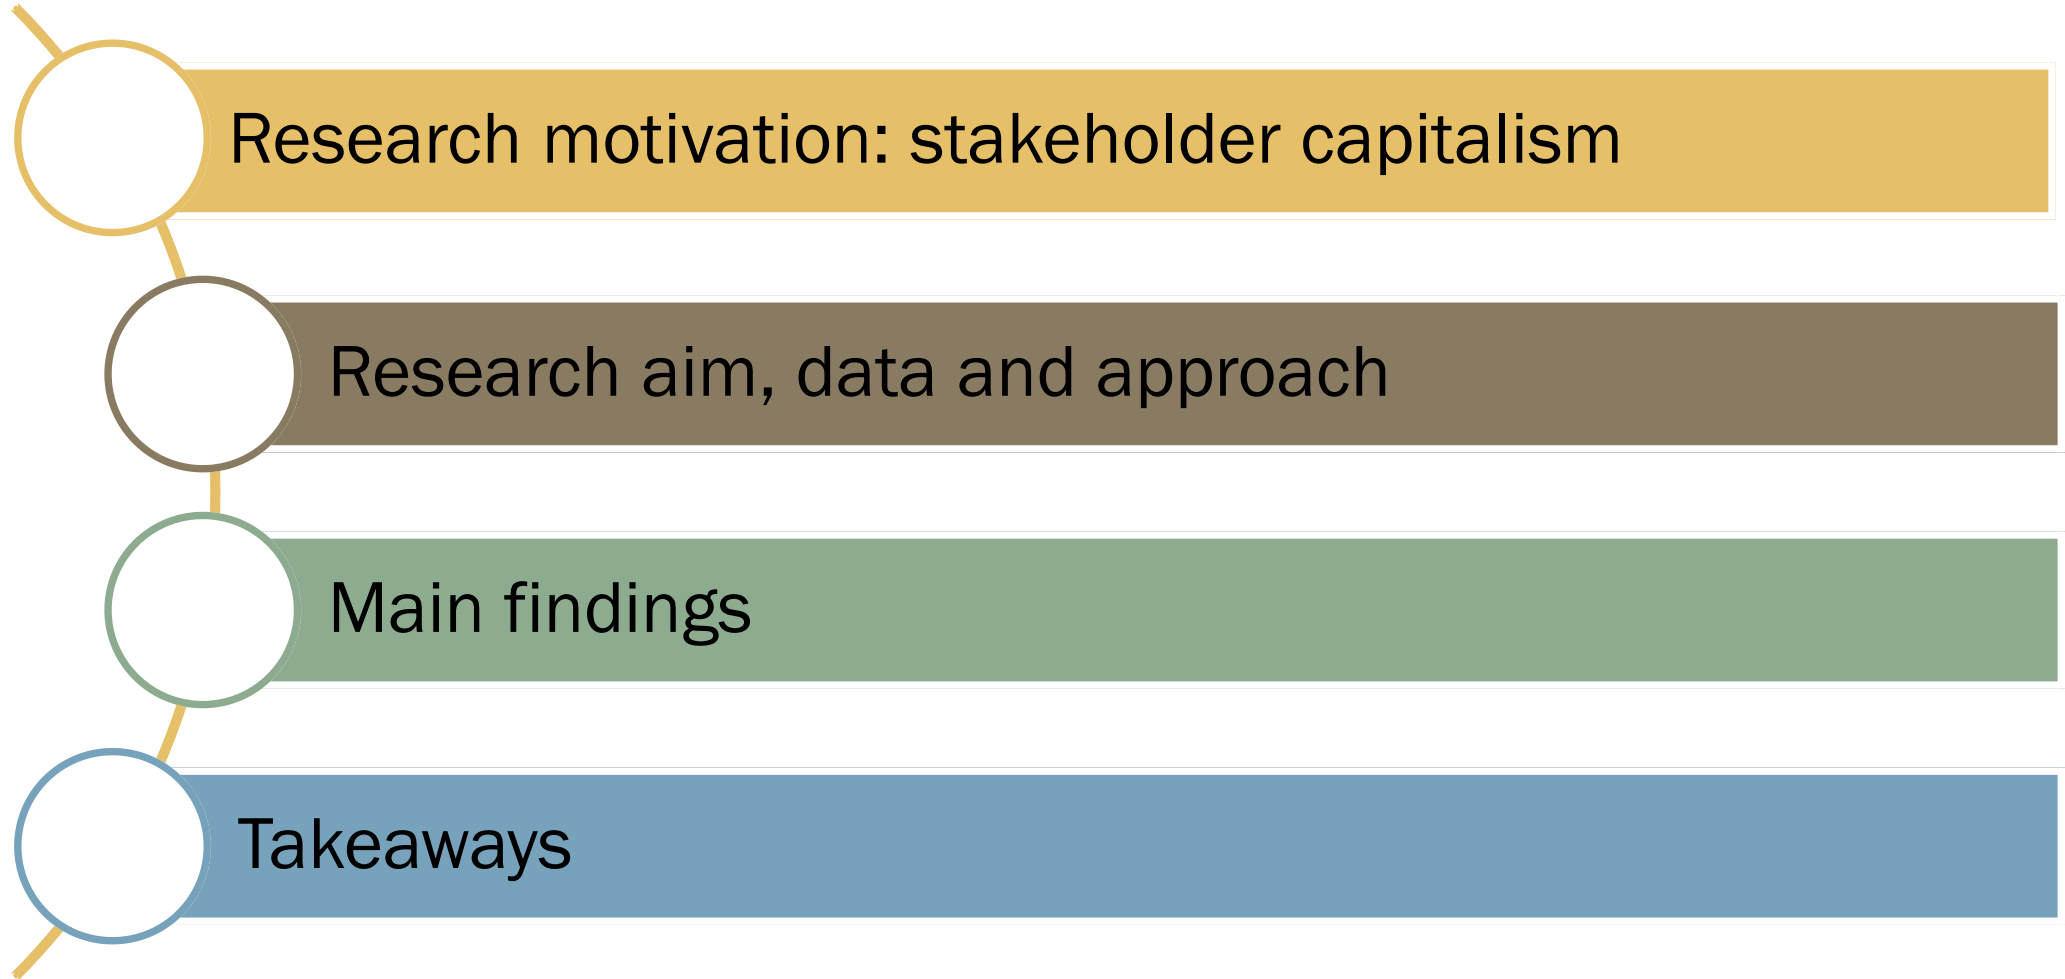 Research motivation: stakeholder capitalism
Research aim, data and approach
Main findings
Takeaways